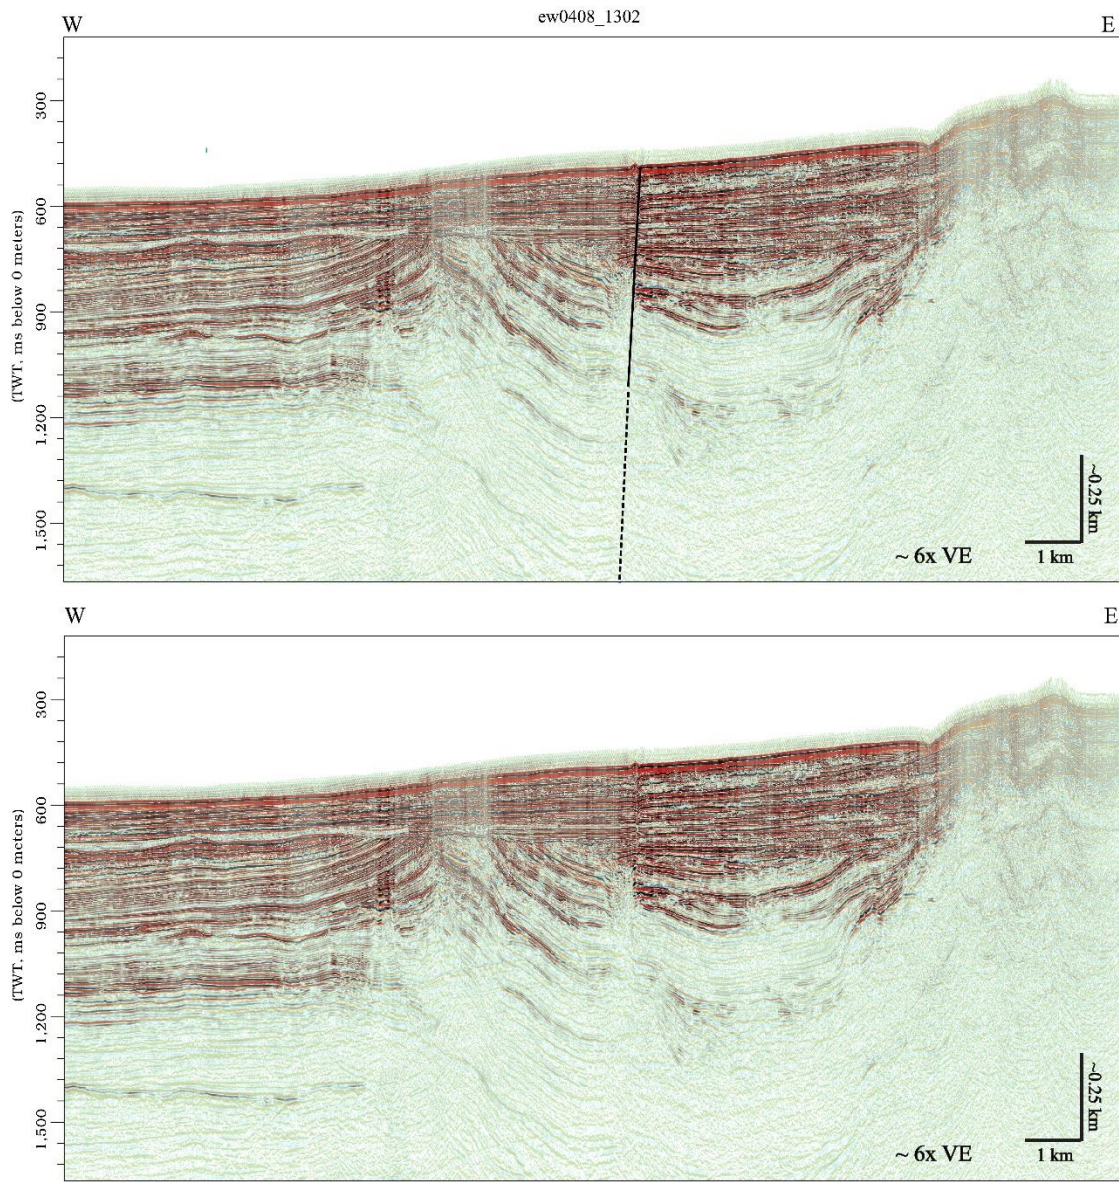 ew0408_1302
W E
300
600
900
1.200
1.500
(TWT. ms below 0 meters)
~0.25 km
1 km
~ 6x VE
W E
300
600
900
1.200
1.500
(TWT. ms below 0 meters)
~0.25 km
1 km
~ 6x VE